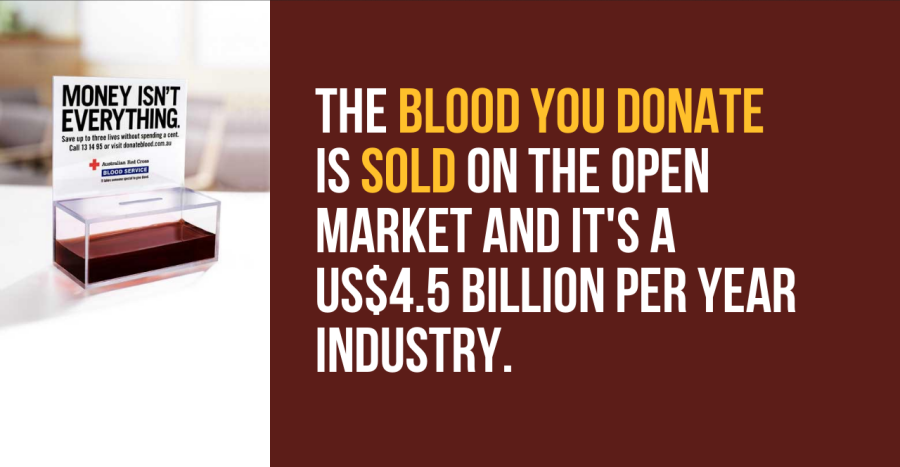 MONEY ISN'T
EVERYTHING.
Save up to three lives without spending a cent.
Call 13 14 95 or visit donateblood.com.au
Australian Red Cross
BLOOD SERVICE
THE BLOOD YOU DONATE
IS SOLD ON THE OPEN
MARKET AND IT'S A
US$4.5 BILLION PER YEAR
INDUSTRY.